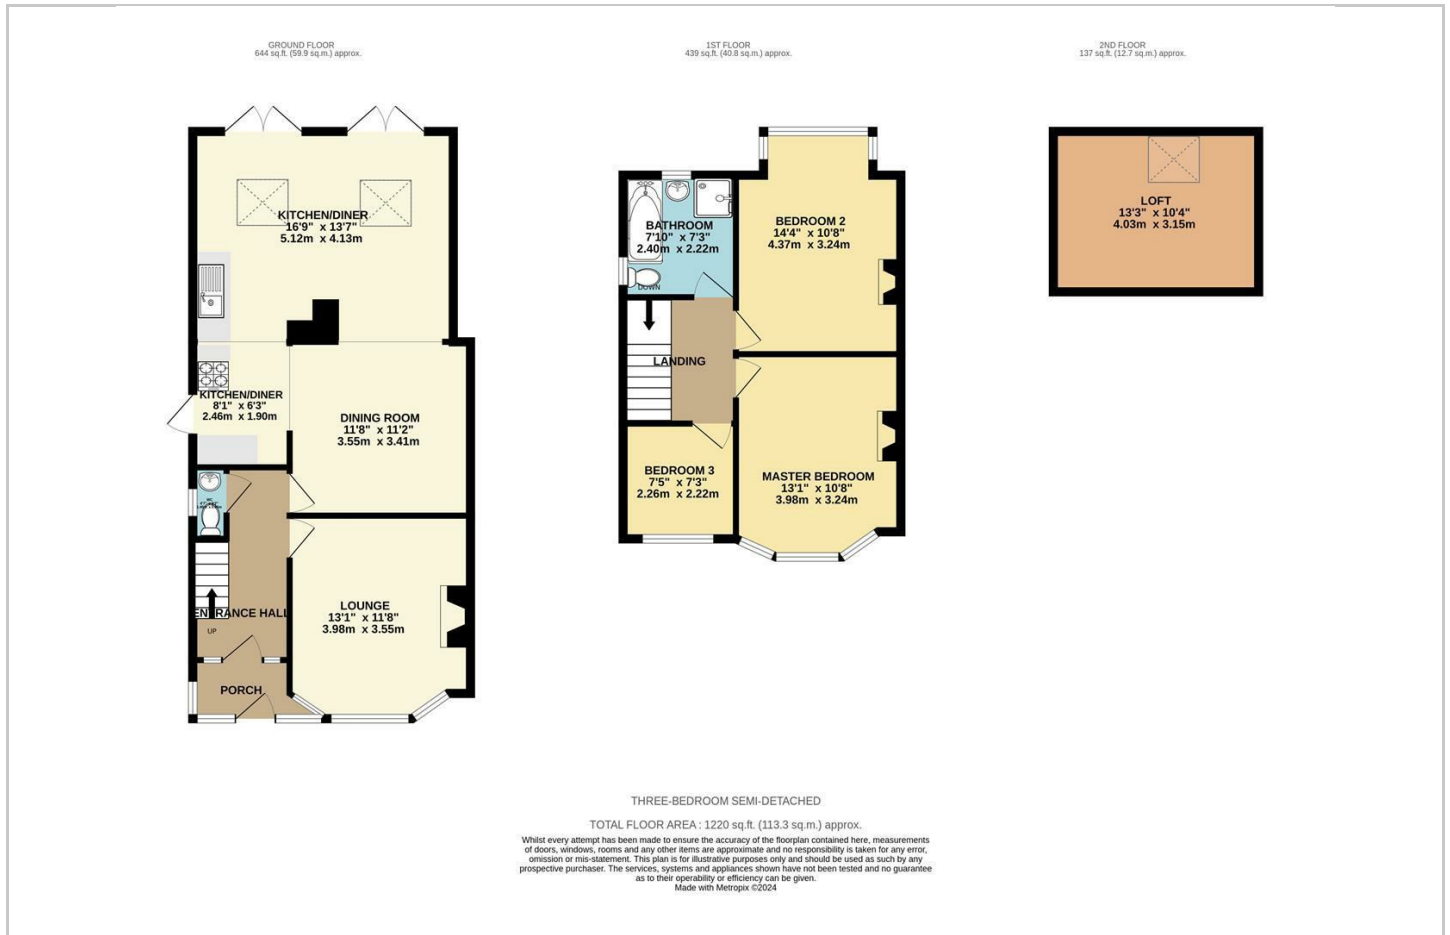 GROUND FLOOR
644 sq.ft. (59.9 sq.m.) approx.
1ST FLOOR
439 sq.ft. (40.8 sq.m.) approx.
2ND FLOOR
137 sq.ft. (12.7 sq.m.) approx.
KITCHEN/DINER
16'9" x 13'7"
5.12m x 4.13m
KITCHEN/DINER
8'1" x 6'3"
2.46m x 1.90m
DINING ROOM
11'8" x 11'2"
3.55m x 3.41m
WC
ENTRANCE HALL
UP
LOUNGE
13'1" x 11'8"
3.98m x 3.55m
PORCH
BATHROOM
7'10" x 7'3"
2.40m x 2.22m
DOWN
BEDROOM 2
14'4" x 10'8"
4.37m x 3.24m
LANDING
BEDROOM 3
7'5" x 7'3"
2.26m x 2.22m
MASTER BEDROOM
13'1" x 10'8"
3.98m x 3.24m
LOFT
13'3" x 10'4"
4.03m x 3.15m
THREE-BEDROOM SEMI-DETACHED
TOTAL FLOOR AREA : 1220 sq.ft. (113.3 sq.m.) approx.
Whilst every attempt has been made to ensure the accuracy of the floorplan contained here, measurements
of doors, windows, rooms and any other items are approximate and no responsibility is taken for any error,
omission or mis-statement. This plan is for illustrative purposes only and should be used as such by any
prospective purchaser. The services, systems and appliances shown have not been tested and no guarantee
as to their operability or efficiency can be given.
Made with Metropix ©2024